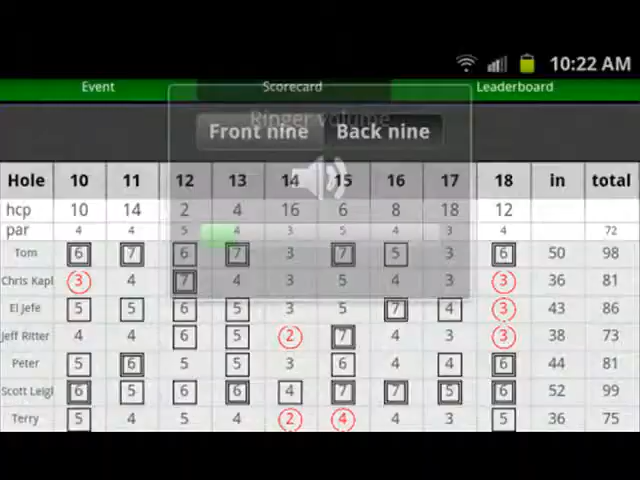 10:22 AM
Event Scorecard Leaderboard
Ringer volume
Front nine Back nine
Hole 10 11 12 13 14 15 16 17 18 in total
hcp 10 14 2 4 16 6 8 18 12
par 4 4 5 4 3 5 4 3 4 72
Tom 6 7 6 7 3 7 5 3 6 50 98
Chris Kapl 3 4 7 4 3 5 4 3 3 36 81
El Jefe 5 5 6 5 3 5 7 4 3 43 86
Jeff Ritter 4 4 6 5 2 7 4 3 3 38 73
Peter 5 6 5 5 3 6 4 4 6 44 81
Scott Leigl 6 5 6 6 4 7 7 5 6 52 99
Terry 5 4 5 4 2 4 4 3 5 36 75